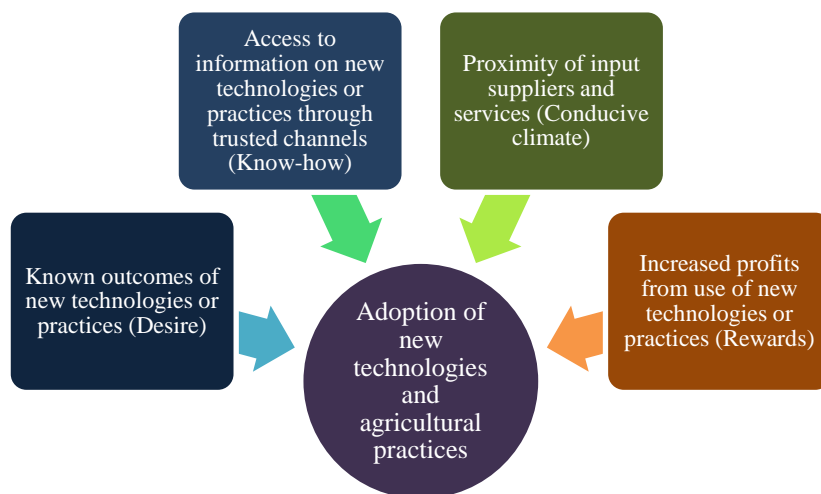 Access to
information on new
technologies or
practices through
trusted channels
(Know-how)
Proximity of input
suppliers and
services (Conducive
climate)
Known outcomes of
new technologies or
practices (Desire)
Increased profits
from use of new
technologies or
practices (Rewards)
Adoption of
new
technologies
and
agricultural
practices